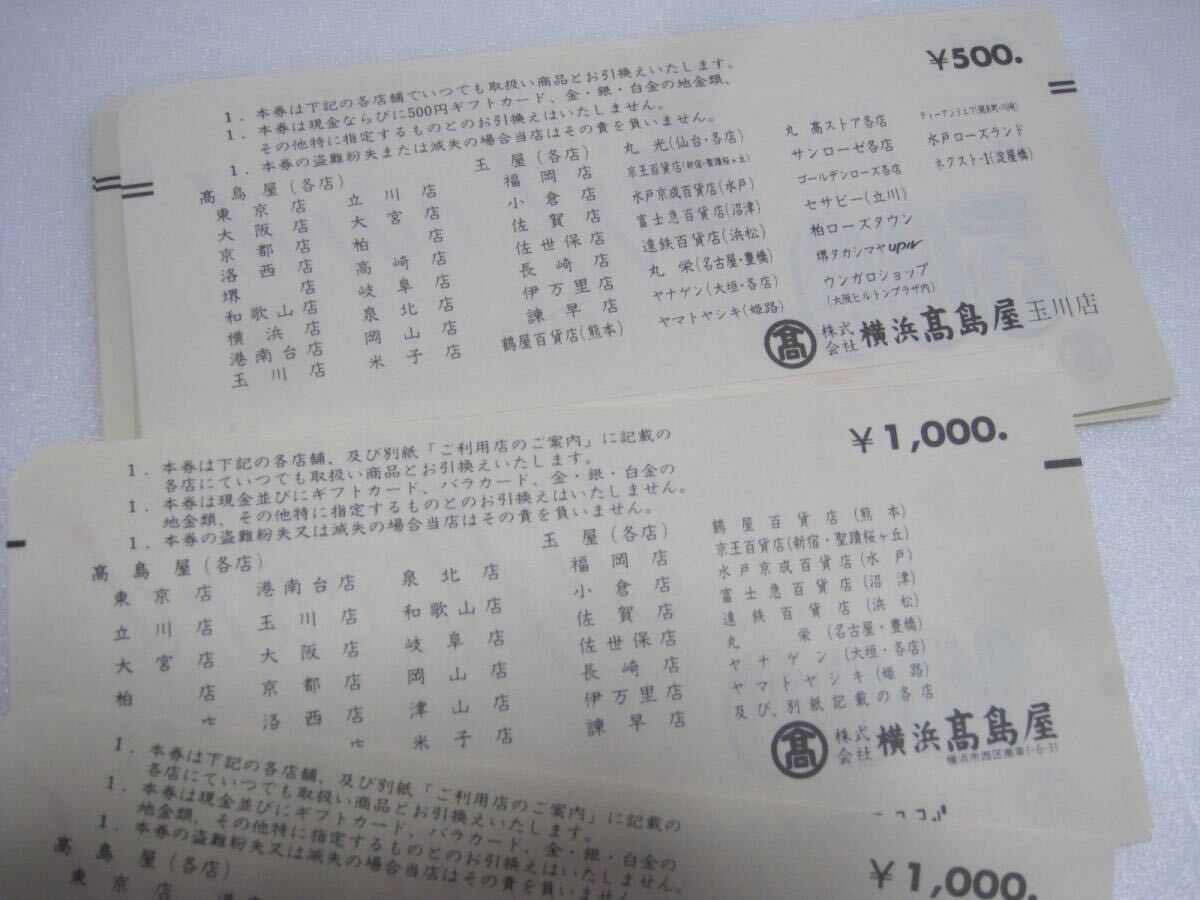 ¥500.
1. 本券は下記の各店舗でいつでも取扱い商品とお引換えいたします。
1. 本券は現金ならびに500円ギフトカード、金・銀・白金の地金類、
その他特に指定するものとのお引換えはいたしません。
1. 本券の盗難紛失または滅失の場合当店はその責を負いません。
髙島屋(各店)
東京店
大阪店
京都店
洛西店
堺店
和歌山店
横浜店
港南台店
玉川店
立川店
大宮店
柏店
高崎店
岐阜店
泉北店
岡山店
米子店
玉屋(各店)
福岡店
小倉店
佐賀店
佐世保店
長崎店
伊万里店
諫早店
鶴屋百貨店(熊本)
丸光(仙台・各店)
京王百貨店(新宿・聖蹟桜ヶ丘)
水戸京成百貨店(水戸)
富士急百貨店(沼津)
遠鉄百貨店(浜松)
丸栄(名古屋・豊橋)
ヤナゲン(大垣・各店)
ヤマトヤシキ(姫路)
丸高ストア各店
サンローゼ各店
ゴールデンローズ各店
セサビー(立川)
柏ローズタウン
堺タカシマヤup
ウンガロショップ
(大阪ヒルトンプラザ内)
水戸ローズランド
ネクスト-1(淀屋橋)
髙 株式会社 横浜髙島屋 玉川店
¥1,000.
1. 本券は下記の各店舗、及び別紙「ご利用店のご案内」に記載の
各店にていつでも取扱い商品とお引換えいたします。
1. 本券は現金並びにギフトカード、バラカード、金・銀・白金の
地金類、その他特に指定するものとのお引換えはいたしません。
1. 本券の盗難紛失又は滅失の場合当店はその責を負いません。
髙島屋(各店)
東京店
立川店
大宮店
柏店
港南台店
玉川店
大阪店
京都店
洛西店
泉北店
和歌山店
岐阜店
岡山店
津山店
米子店
玉屋(各店)
福岡店
小倉店
佐賀店
佐世保店
長崎店
伊万里店
諫早店
鶴屋百貨店(熊本)
京王百貨店(新宿・聖蹟桜ヶ丘)
水戸京成百貨店(水戸)
富士急百貨店(沼津)
遠鉄百貨店(浜松)
丸栄(名古屋・豊橋)
ヤナゲン(大垣・各店)
ヤマトヤシキ(姫路)
及び、別紙記載の各店
髙 株式会社 横浜髙島屋
横浜市西区南幸1-6-31
¥1,000.
1. 本券は下記の各店舗、及び別紙「ご利用店のご案内」に記載の
各店にていつでも取扱い商品とお引換えいたします。
1. 本券は現金並びにギフトカード、バラカード、金・銀・白金の
地金類、その他特に指定するものとのお引換えはいたしません。
1. 本券の盗難紛失又は滅失の場合当店はその責を負いません
髙島屋(各店)
東京店